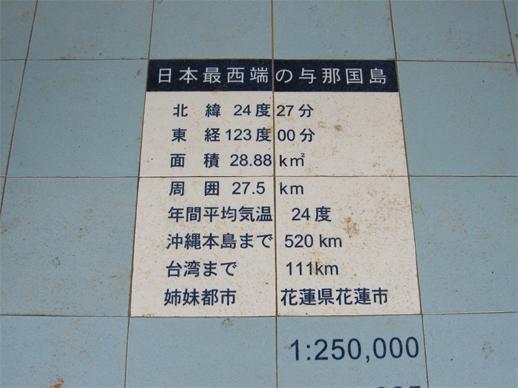 日本最西端の与那国島
北 緯 24度27分
東 経 123度00分
面 積 28.88 k㎡
周 囲 27.5 km
年間平均気温 24度
沖縄本島まで 520 km
台湾まで 111km
姉妹都市 花蓮県花蓮市
1:250,000